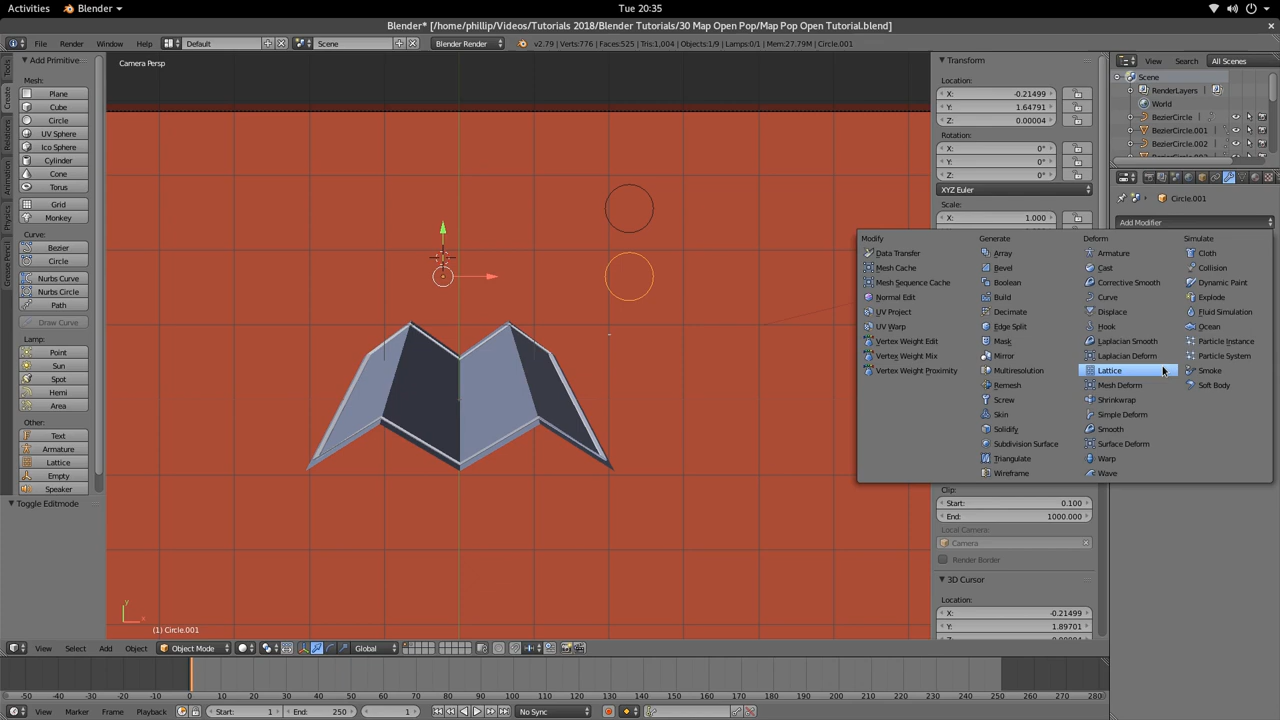 Activities Blender Tue 20:35
Blender* [/home/phillip/Videos/Tutorials 2018/Blender Tutorials/30 Map Open Pop/Map Pop Open Tutorial.blend]
File Render Window Help Default Scene Blender Render v2.79 | Verts:776 | Faces:525 | Tris:1,004 | Objects:1/9 | Lamps:0/1 | Mem:27.79M | Circle.001
Tools
Create
Relations
Animation
Physics
Grease Pencil
Add Primitive
Mesh:
Plane
Cube
Circle
UV Sphere
Ico Sphere
Cylinder
Cone
Torus
Grid
Monkey
Curve:
Bezier
Circle
Nurbs Curve
Nurbs Circle
Path
Draw Curve
Lamp:
Point
Sun
Spot
Hemi
Area
Other:
Text
Armature
Lattice
Empty
Speaker
Toggle Editmode
Camera Persp
y
x
(1) Circle.001
Transform
Location:
X: -0.21499
Y: 1.64791
Z: 0.00004
Rotation:
X: 0°
Y: 0°
Z: 0°
XYZ Euler
Scale:
X: 1.000
View Search All Scenes
Scene
RenderLayers
World
BezierCircle
BezierCircle.001
BezierCircle.002
Circle.001
Add Modifier
Modify
Data Transfer
Mesh Cache
Mesh Sequence Cache
Normal Edit
UV Project
UV Warp
Vertex Weight Edit
Vertex Weight Mix
Vertex Weight Proximity
Generate
Array
Bevel
Boolean
Build
Decimate
Edge Split
Mask
Mirror
Multiresolution
Remesh
Screw
Skin
Solidify
Subdivision Surface
Triangulate
Wireframe
Deform
Armature
Cast
Corrective Smooth
Curve
Displace
Hook
Laplacian Smooth
Laplacian Deform
Lattice
Mesh Deform
Shrinkwrap
Simple Deform
Smooth
Surface Deform
Warp
Wave
Simulate
Cloth
Collision
Dynamic Paint
Explode
Fluid Simulation
Ocean
Particle Instance
Particle System
Smoke
Soft Body
Clip:
Start: 0.100
End: 1000.000
Local Camera:
Camera
Render Border
3D Cursor
Location:
X: -0.21499
Y: 1.89701
View Select Add Object Object Mode Global
-50 -40 -30 -20 -10 0 10 20 30 40 50 60 70 80 90 100 110 120 130 140 150 160 170 180 190 200 210 220 230 240 250 260 270 280
View Marker Frame Playback Start: 1 End: 250 1 No Sync